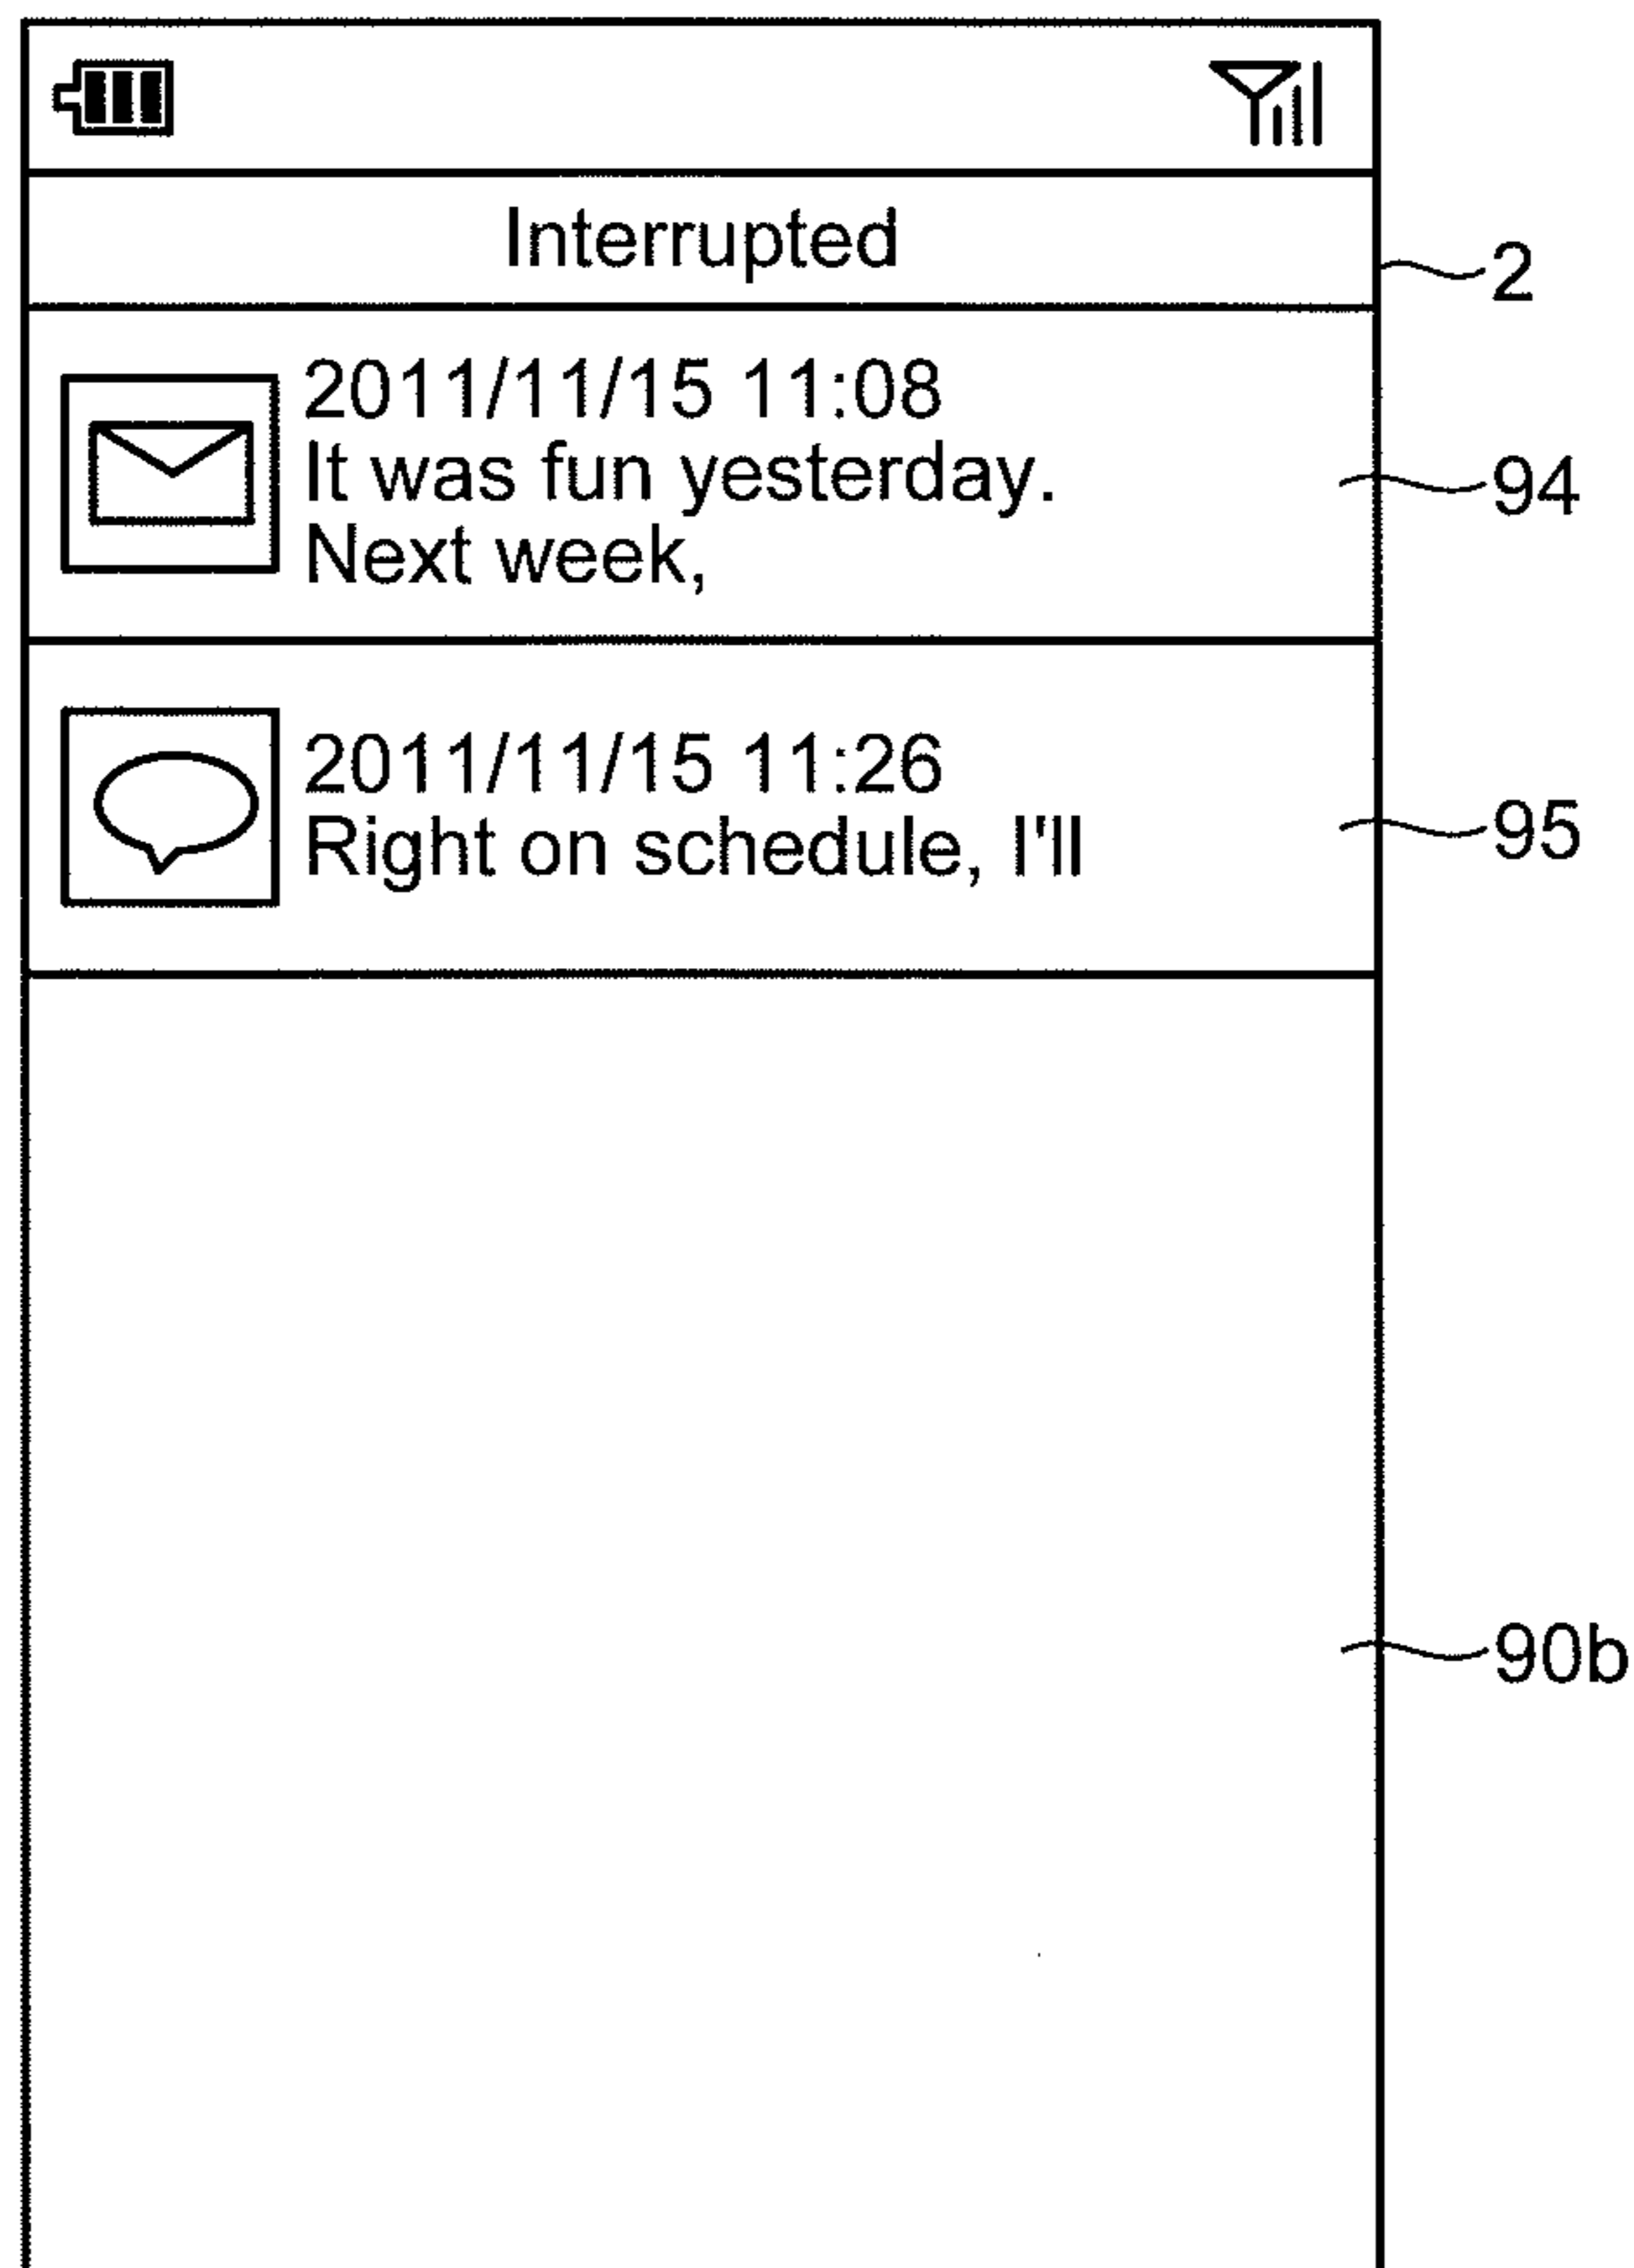 Interrupted
2
2011/11/15 11:08
It was fun yesterday.
Next week,
94
2011/11/15 11:26
Right on schedule, I'll
95
90b